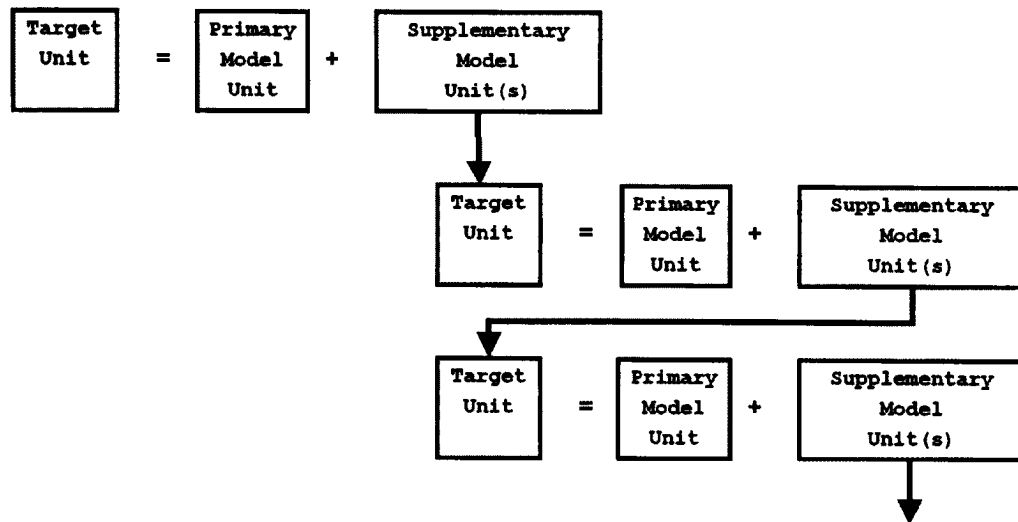 Target Primary Supplementary
Unit = Model + Model
Unit Unit(s)
Target Primary Supplementary
Unit = Model + Model
Unit Unit(s)
Target Primary Supplementary
Unit = Model + Model
Unit Unit(s)